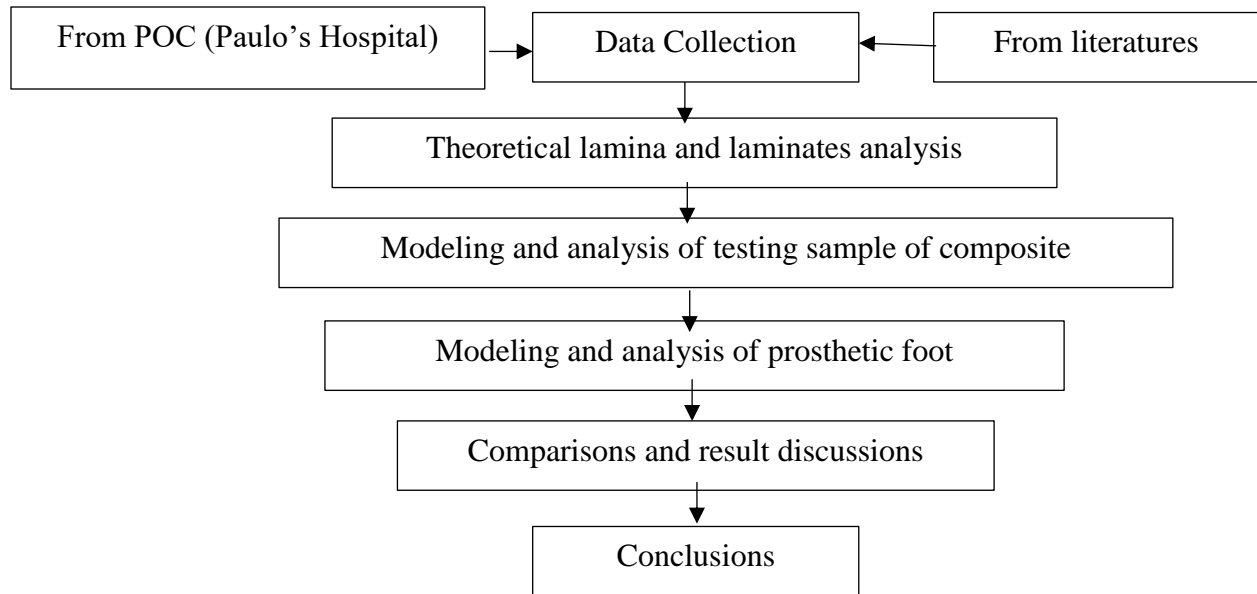 From POC (Paulo’s Hospital)
Data Collection
From literatures
Theoretical lamina and laminates analysis
Modeling and analysis of testing sample of composite
Modeling and analysis of prosthetic foot
Comparisons and result discussions
Conclusions